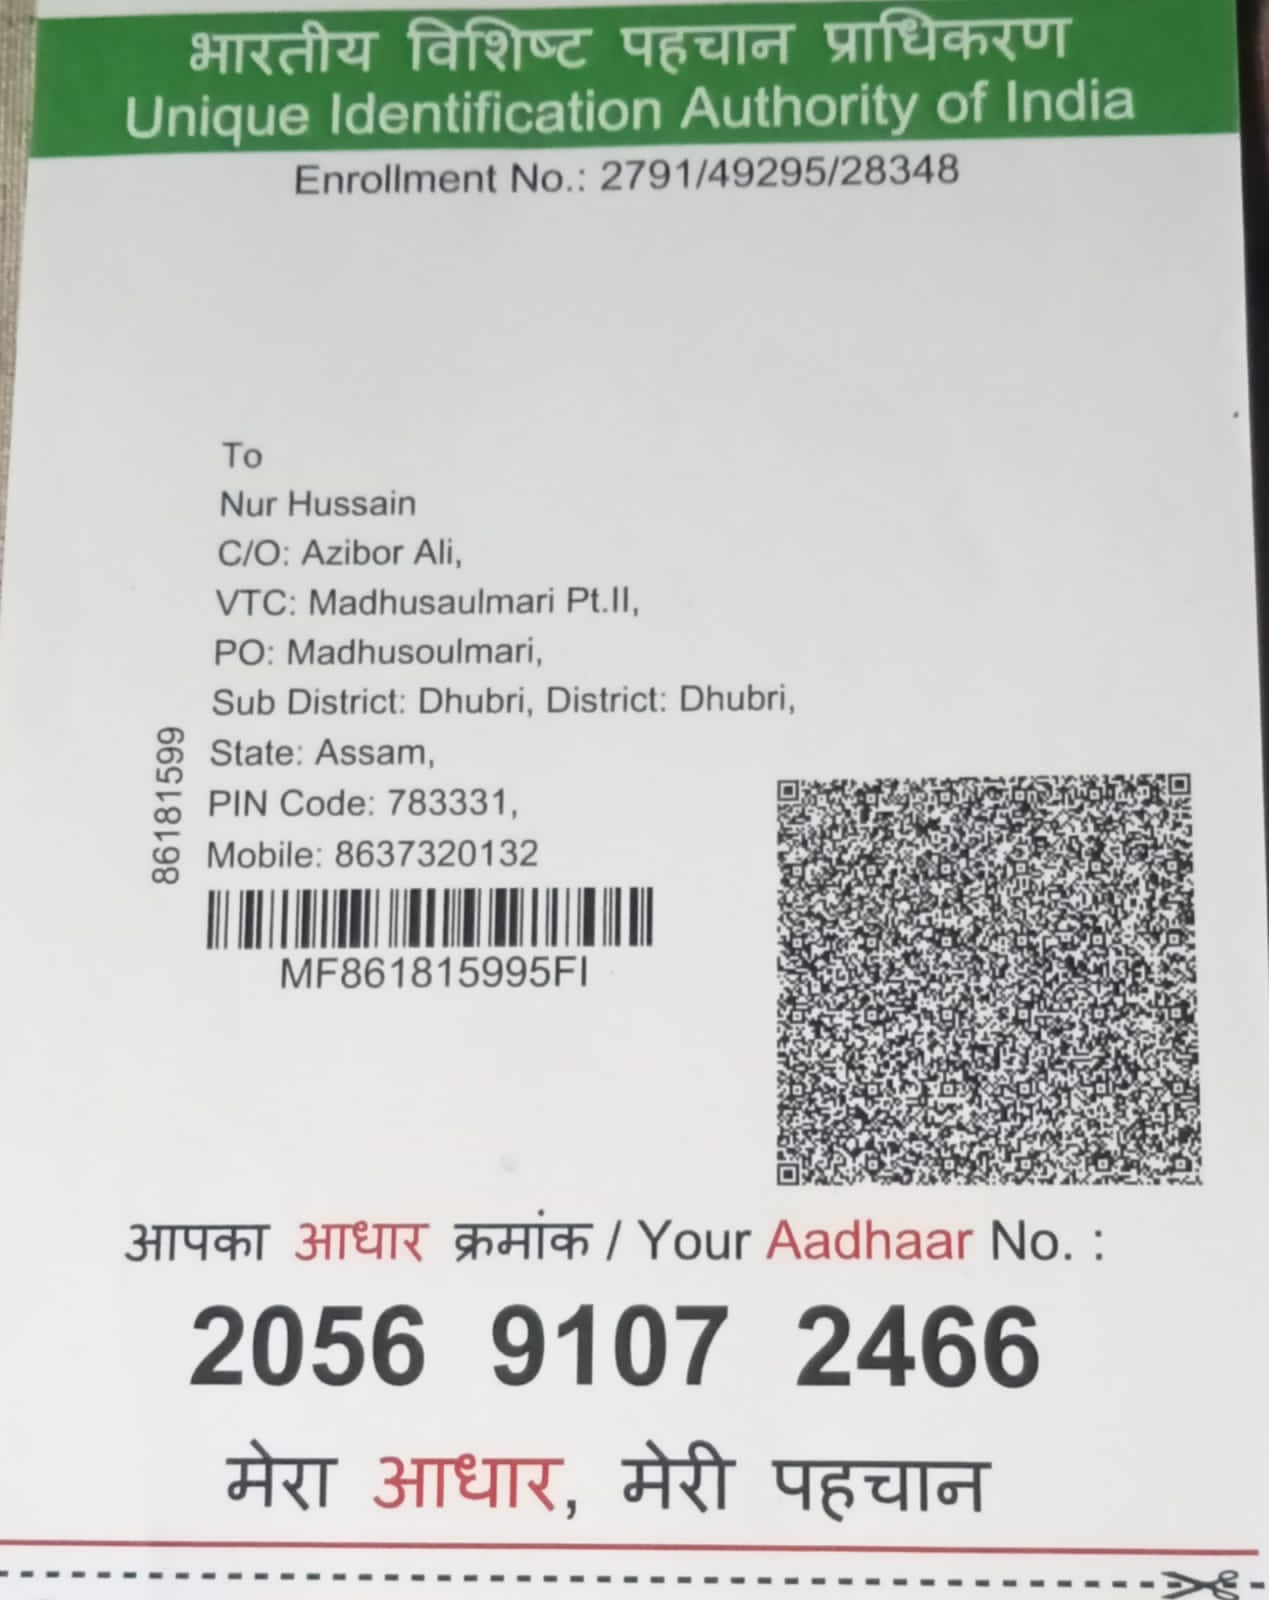 भारतीय विशिष्ट पहचान प्राधिकरण
Unique Identification Authority of India
Enrollment No.: 2791/49295/28348
To
Nur Hussain
C/O: Azibor Ali,
VTC: Madhusaulmari Pt.II,
PO: Madhusoulmari,
Sub District: Dhubri, District: Dhubri,
State: Assam,
PIN Code: 783331,
Mobile: 8637320132
86181599
MF861815995FI
आपका आधार क्रमांक / Your Aadhaar No. :
2056 9107 2466
मेरा आधार, मेरी पहचान